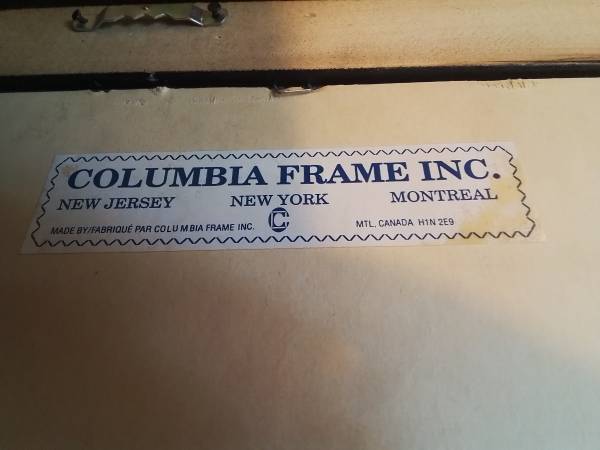 COLUMBIA FRAME INC.
NEW JERSEY NEW YORK MONTREAL
MADE BY/FABRIQUÉ PAR COLUMBIA FRAME INC. C MTL. CANADA H1N 2E9